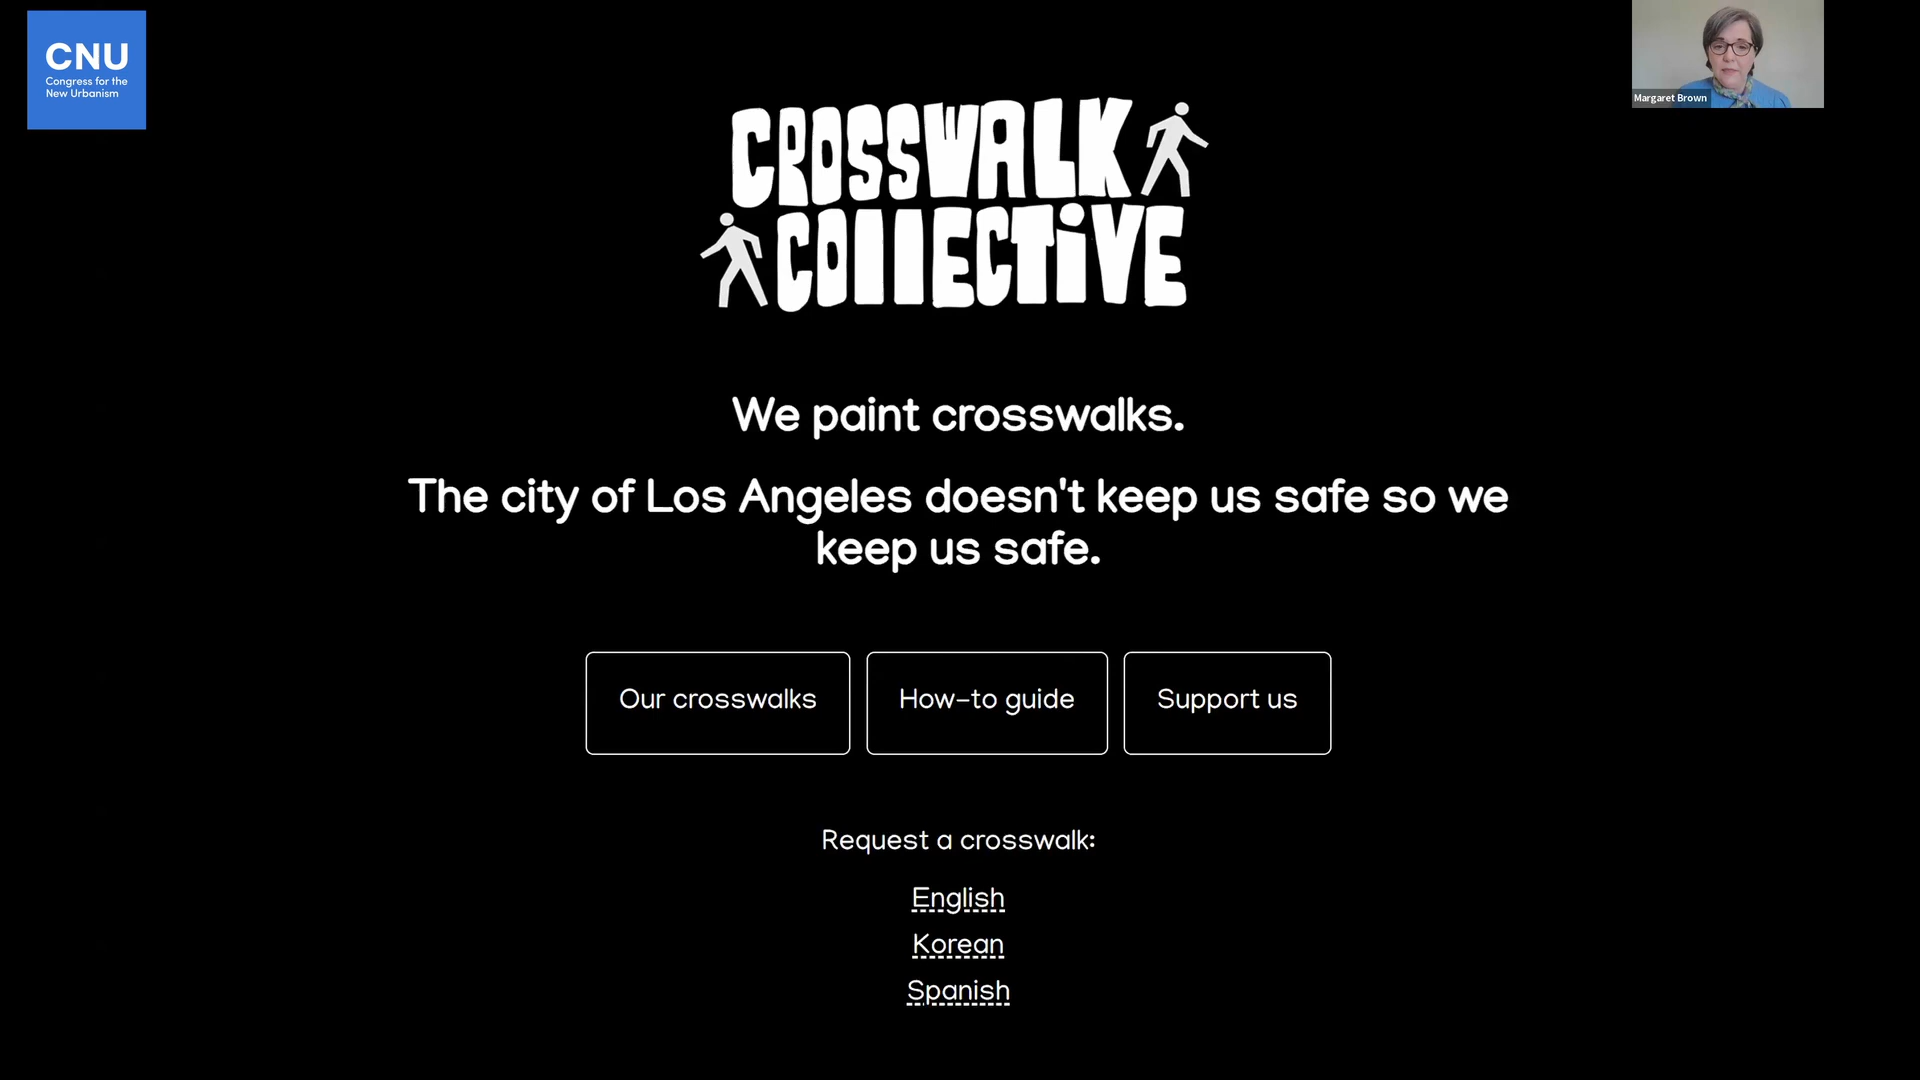 CNU
Congress for the
New Urbanism
Margaret Brown
CROSSWALK
COLLECTiVE
We paint crosswalks.
The city of Los Angeles doesn't keep us safe so we
keep us safe.
Our crosswalks
How-to guide
Support us
Request a crosswalk:
English
Korean
Spanish